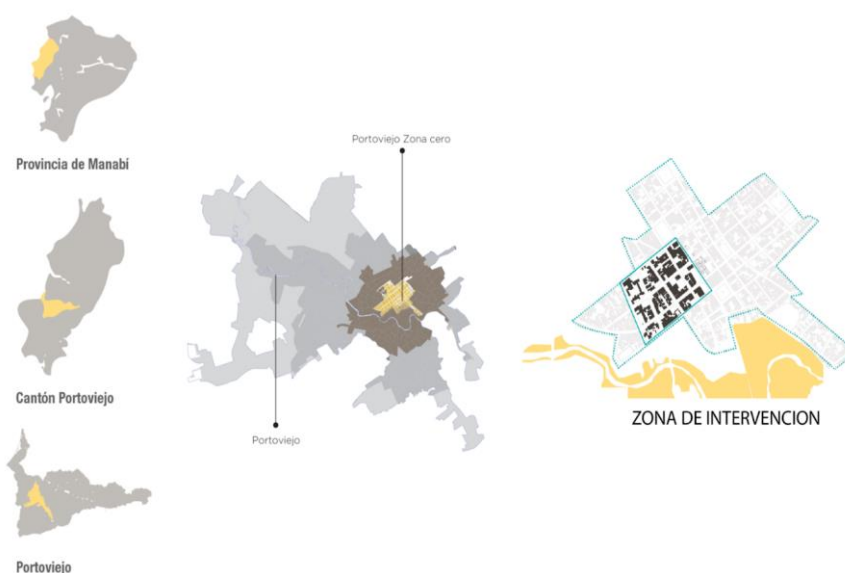 Provincia de Manabí
Cantón Portoviejo
Portoviejo
Portoviejo Zona cero
Portoviejo
ZONA DE INTERVENCION